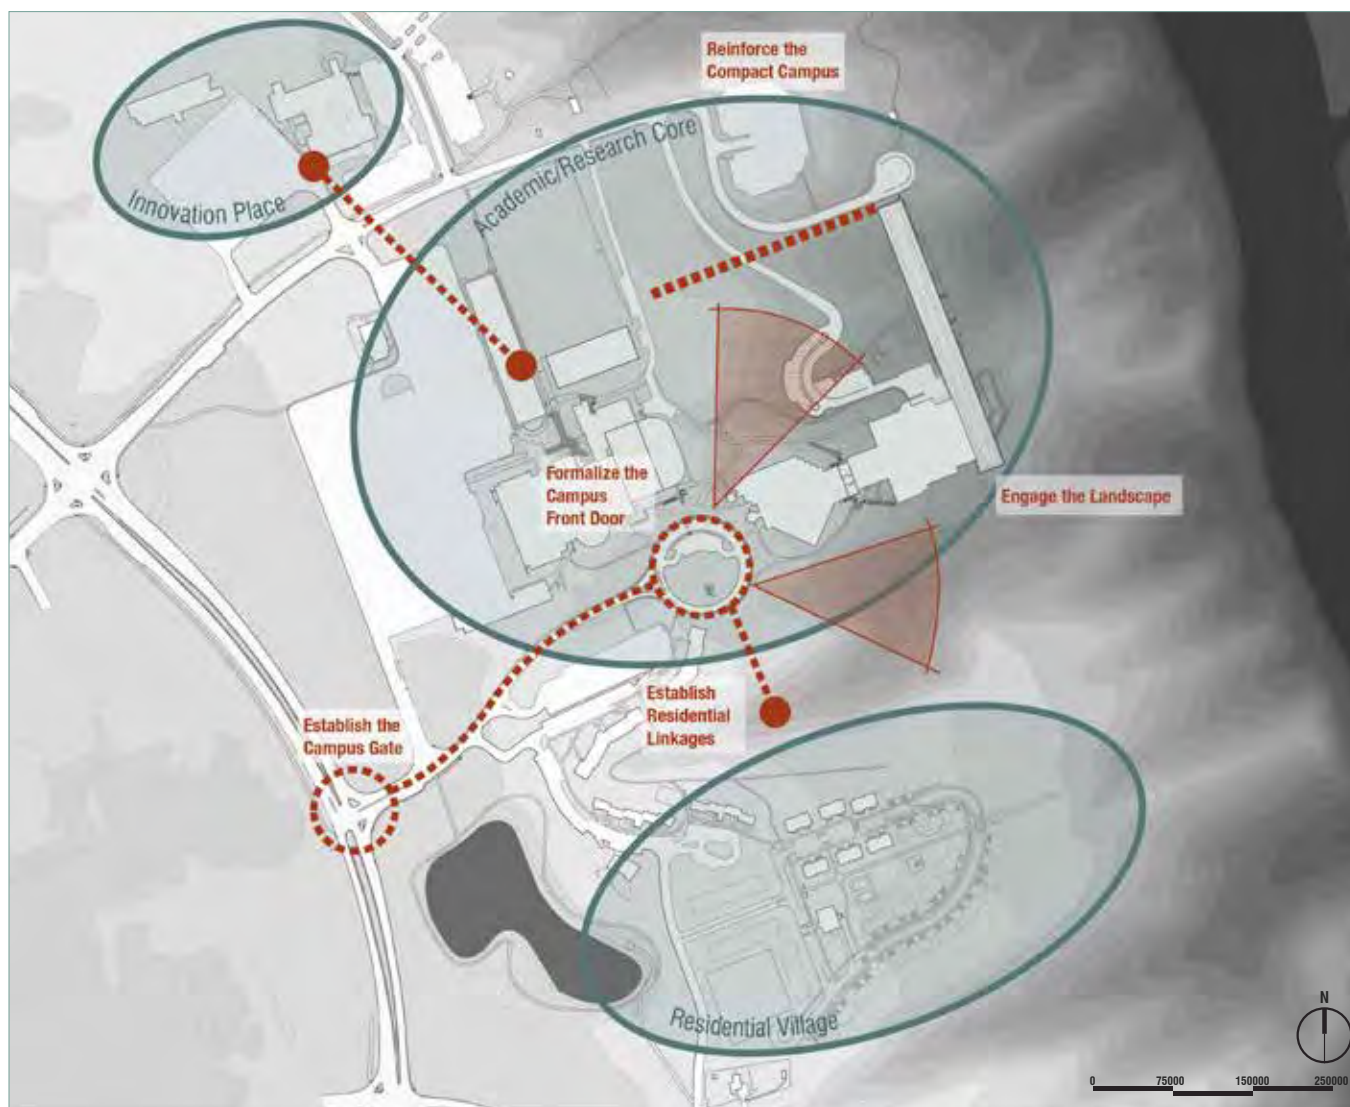 Reinforce the
Compact Campus
Academic/Research Core
Innovation Place
Formalize the
Campus
Front Door
Engage the Landscape
Establish
Residential
Linkages
Establish the
Campus Gate
Residential Village
N
0 75000 150000 250000